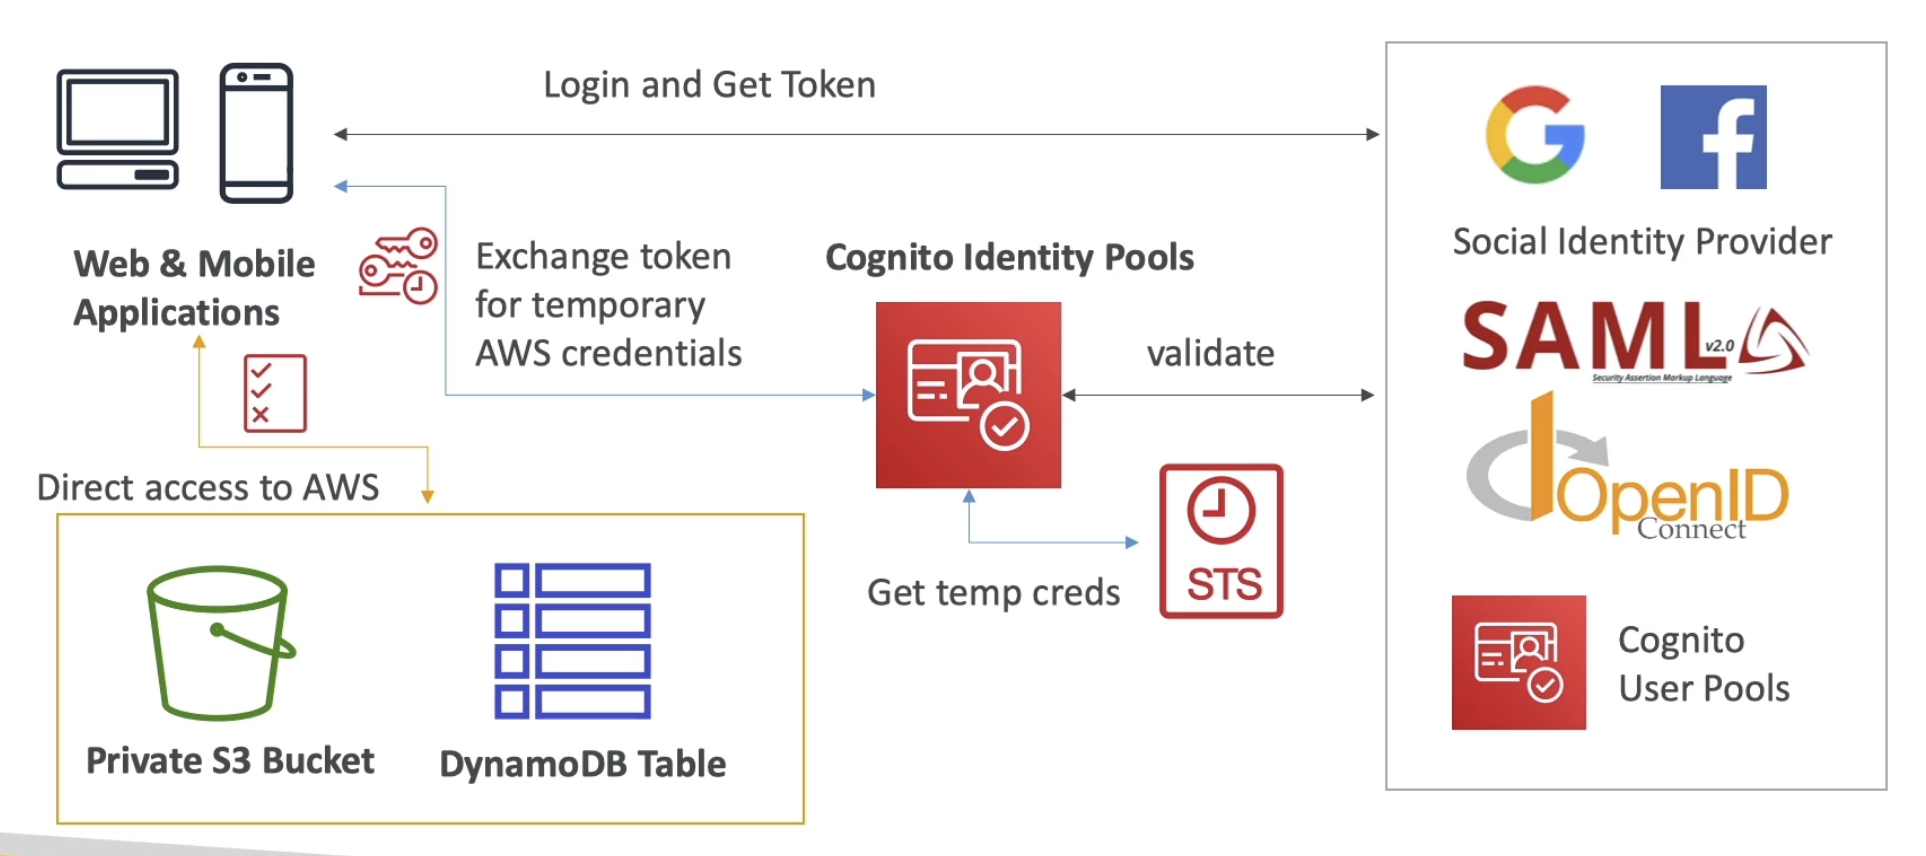 Login and Get Token
Web & Mobile
Applications
Exchange token
for temporary
AWS credentials
Cognito Identity Pools
validate
Social Identity Provider
SAML v2.0
Security Assertion Markup Language
OpenID
Connect
Direct access to AWS
Get temp creds
STS
Cognito
User Pools
Private S3 Bucket
DynamoDB Table